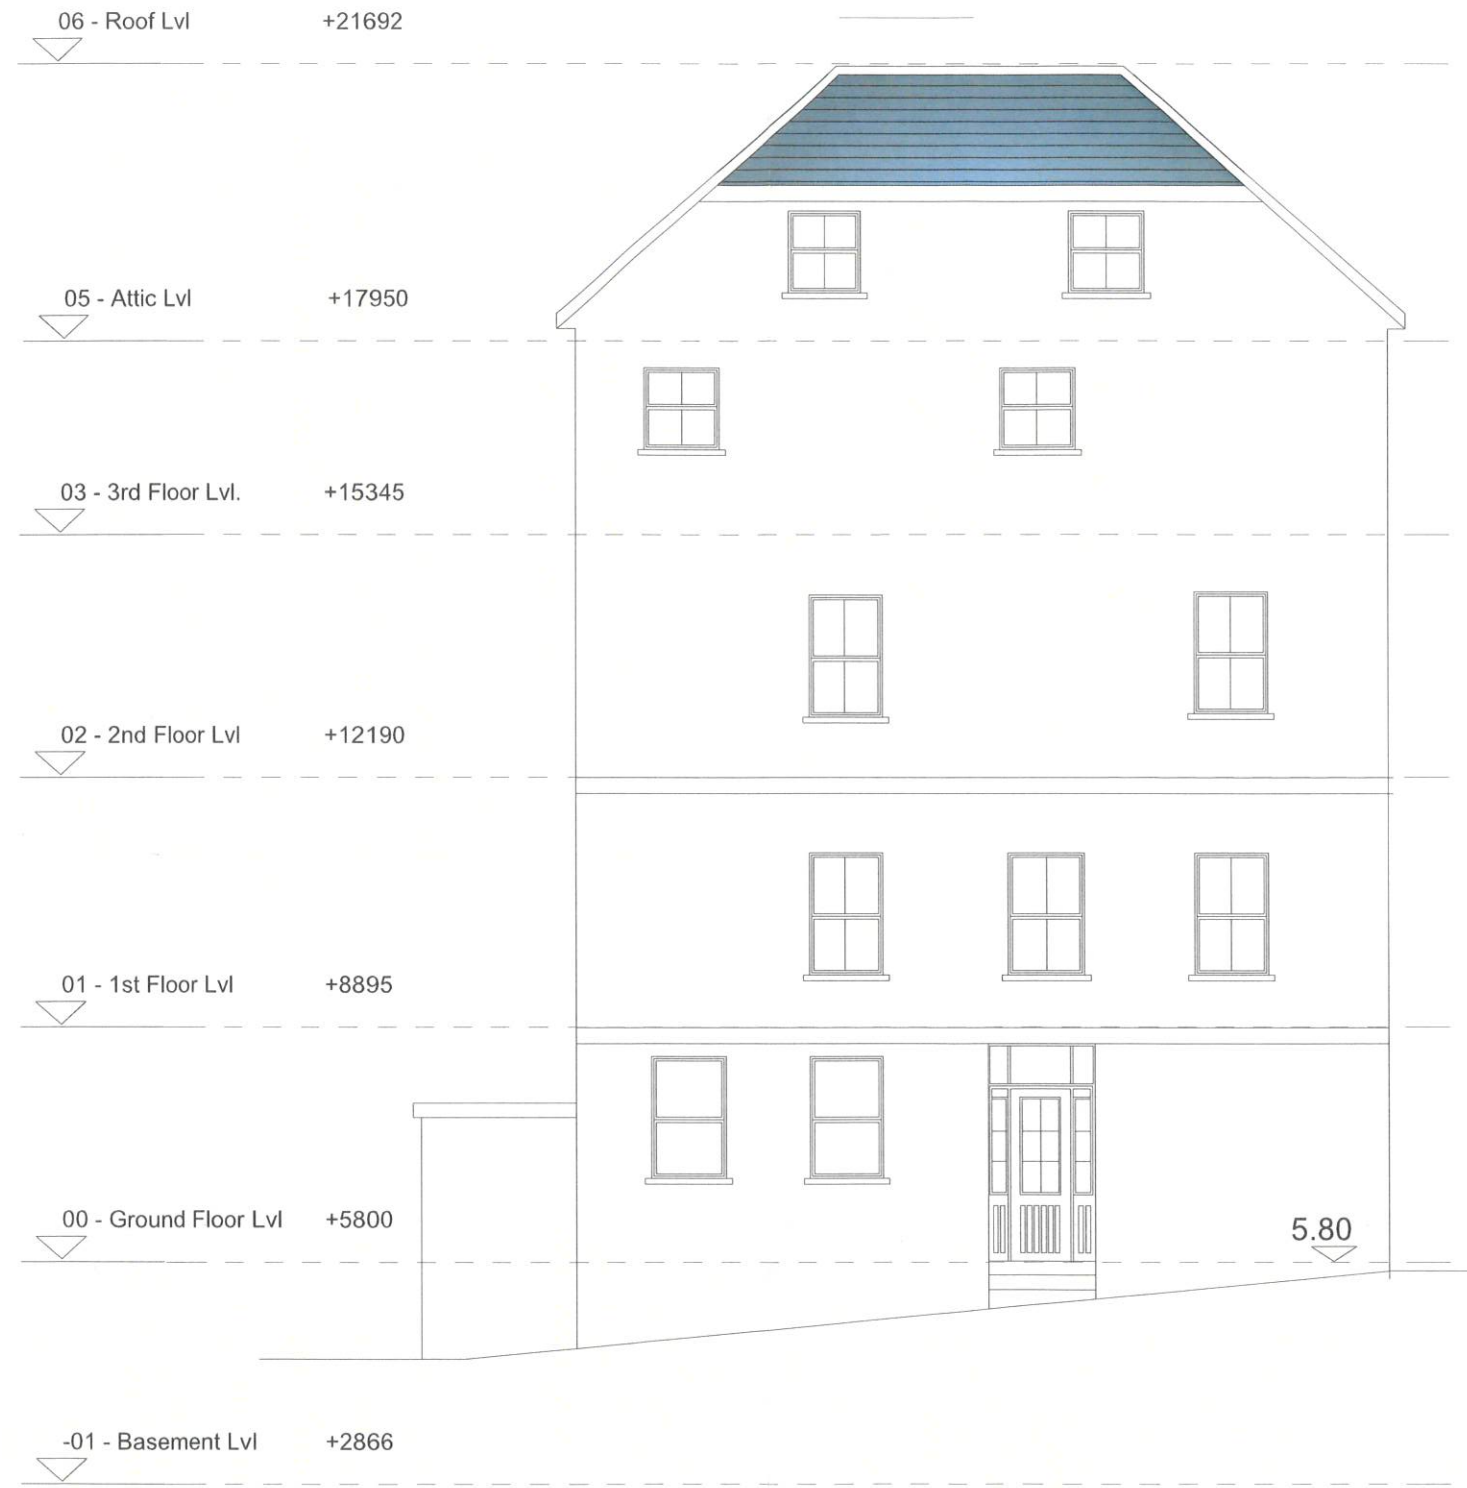 06 - Roof Lvl +21692
05 - Attic Lvl +17950
03 - 3rd Floor Lvl. +15345
02 - 2nd Floor Lvl +12190
01 - 1st Floor Lvl +8895
00 - Ground Floor Lvl +5800
5.80
-01 - Basement Lvl +2866